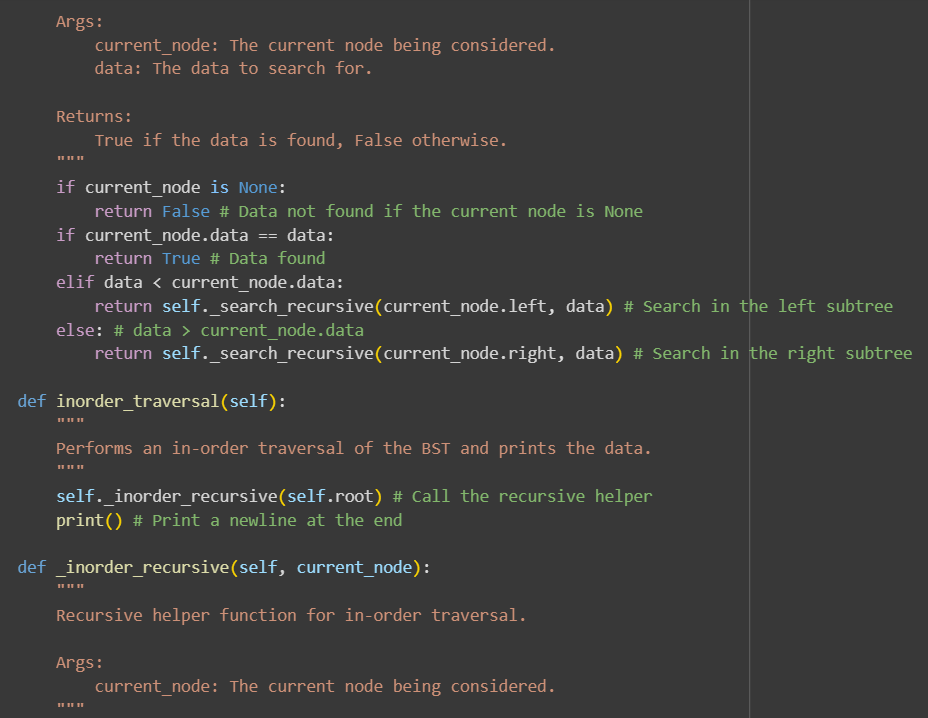 Args:
current_node: The current node being considered.
data: The data to search for.
Returns:
True if the data is found, False otherwise.
"""
if current_node is None:
return False # Data not found if the current node is None
if current_node.data == data:
return True # Data found
elif data < current_node.data:
return self._search_recursive(current_node.left, data) # Search in the left subtree
else: # data > current_node.data
return self._search_recursive(current_node.right, data) # Search in the right subtree
def inorder_traversal(self):
"""
Performs an in-order traversal of the BST and prints the data.
"""
self._inorder_recursive(self.root) # Call the recursive helper
print() # Print a newline at the end
def _inorder_recursive(self, current_node):
"""
Recursive helper function for in-order traversal.
Args:
current_node: The current node being considered.
"""